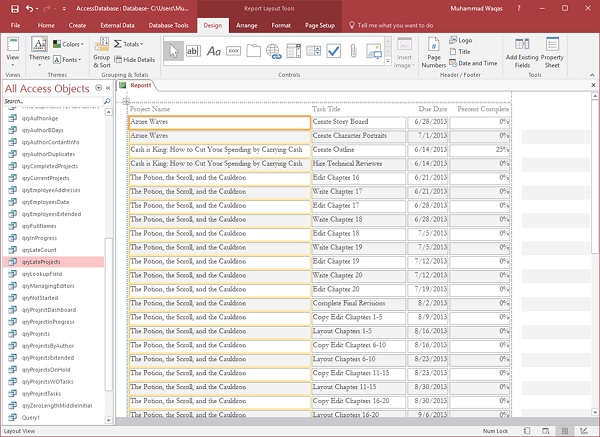 AccessDatabase : Database- C:\Users\Mu...
Report Layout Tools
Muhammad Waqas
File
Home
Create
External Data
Database Tools
Design
Arrange
Format
Page Setup
Tell me what you want to do
View
Views
Themes
Colors
Fonts
Themes
Group & Sort
Totals
Hide Details
Grouping & Totals
ab
Aa
Controls
Insert Image
Page Numbers
Logo
Title
Date and Time
Header / Footer
Add Existing Fields
Property Sheet
Tools
All Access Objects
Search...
qryAuthorAge
qryAuthorBDays
qryAuthorContantInfo
qryAuthorDuplicates
qryCompletedProjects
qryCurrentProjects
qryEmployeeAddresses
qryEmployeesData
qryEmployeesExtended
qryFullNames
qryInProgress
qryLateCount
qryLateProjects
qryLookupField
qryManagingEditors
qryNotStarted
qryProjectDashboard
qryProjectInProgress
qryProjects
qryProjectsByAuthor
qryProjectsExtended
qryProjectsOnHold
qryProjectsWOTasks
qryProjectTasks
qryZeroLengthMiddleInitial
Query1
Report1
Project Name Task Title Due Date Percent Complete
Azure Waves Create Story Board 6/28/2013 0%
Azure Waves Create Character Portraits 7/1/2013 0%
Cash is King: How to Cut Your Spending by Carrying Cash Create Outline 6/14/2013 25%
Cash is King: How to Cut Your Spending by Carrying Cash Hire Technical Reviewer 6/14/2013 0%
The Potion, the Scroll, and the Cauldron Edit Chapter 16 6/21/2013 0%
The Potion, the Scroll, and the Cauldron Write Chapter 17 6/21/2013 0%
The Potion, the Scroll, and the Cauldron Edit Chapter 17 6/28/2013 0%
The Potion, the Scroll, and the Cauldron Write Chapter 18 6/28/2013 0%
The Potion, the Scroll, and the Cauldron Edit Chapter 18 7/5/2013 0%
The Potion, the Scroll, and the Cauldron Write Chapter 19 7/5/2013 0%
The Potion, the Scroll, and the Cauldron Edit Chapter 19 7/12/2013 0%
The Potion, the Scroll, and the Cauldron Write Chapter 20 7/12/2013 0%
The Potion, the Scroll, and the Cauldron Edit Chapter 20 7/19/2013 0%
The Potion, the Scroll, and the Cauldron Complete Final Revisions 8/2/2013 0%
The Potion, the Scroll, and the Cauldron Copy Edit Chapters 1-5 8/9/2013 0%
The Potion, the Scroll, and the Cauldron Layout Chapters 1-5 8/16/2013 0%
The Potion, the Scroll, and the Cauldron Copy Edit Chapters 6-10 8/16/2013 0%
The Potion, the Scroll, and the Cauldron Layout Chapters 6-10 8/23/2013 0%
The Potion, the Scroll, and the Cauldron Copy Edit Chapters 11-15 8/23/2013 0%
The Potion, the Scroll, and the Cauldron Layout Chapter 11-15 8/30/2013 0%
The Potion, the Scroll, and the Cauldron Copy Edit Chapters 16-20 8/30/2013 0%
The Potion, the Scroll, and the Cauldron Layout Chapters 16-20 9/6/2013 0%
Layout View
Num Lock